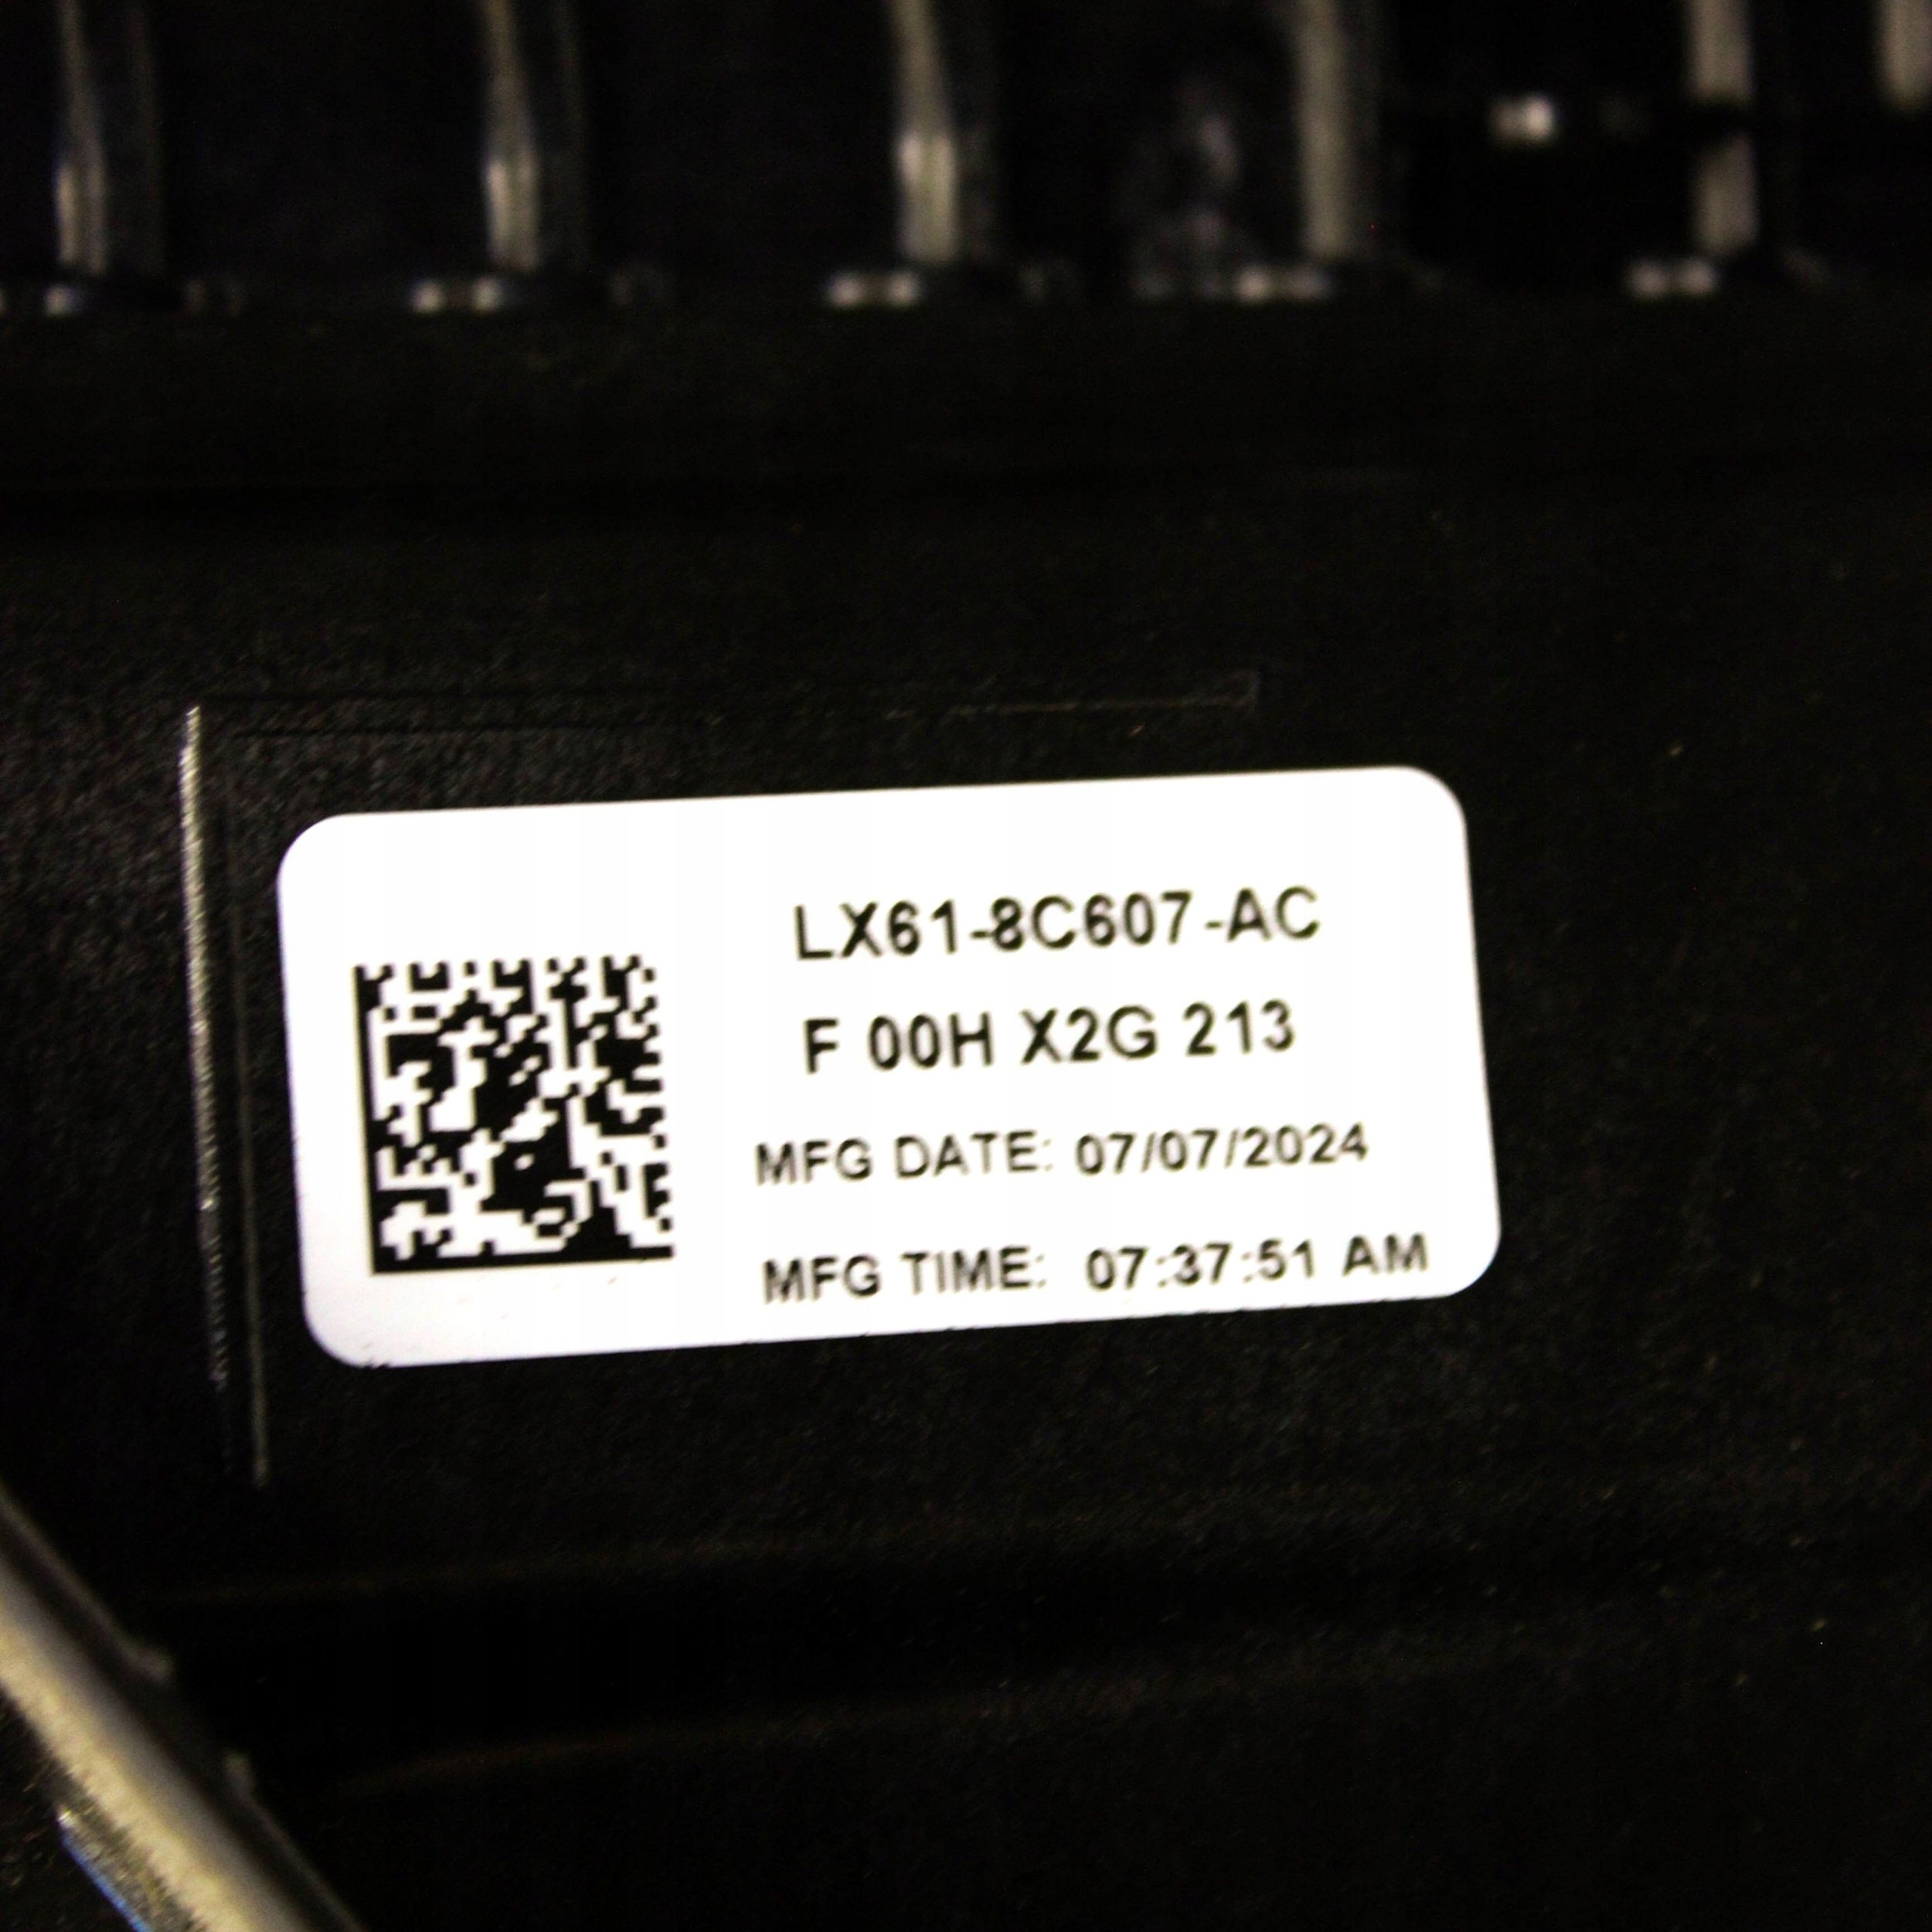 LX61-8C607-AC
F 00H X2G 213
MFG DATE: 07/07/2024
MFG TIME: 07:37:51 AM